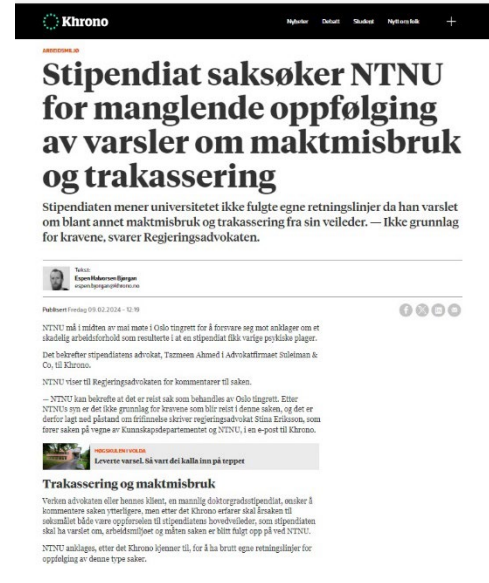 Khrono
Nyheter Debatt Student Nytt om folk +
ARBEIDSMILJØ
Stipendiat saksøker NTNU
for manglende oppfølging
av varsler om maktmisbruk
og trakassering
Stipendiaten mener universitetet ikke fulgte egne retningslinjer da han varslet
om blant annet maktmisbruk og trakassering fra sin veileder. — Ikke grunnlag
for kravene, svarer Regjeringsadvokaten.
Tekst:
Espen Halvorsen Bjørgan
espen.bjorgan@khrono.no
Publisert Fredag 09.02.2024 - 12:19
NTNU må i midten av mai møte i Oslo tingrett for å forsvare seg mot anklager om et
skadelig arbeidsforhold som resulterte i at en stipendiat fikk varige psykiske plager.
Det bekrefter stipendiatens advokat, Tazmeen Ahmed i Advokatfirmaet Suleiman &
Co, til Khrono.
NTNU viser til Regjeringsadvokaten for kommentarer til saken.
— NTNU kan bekrefte at det er reist sak som behandles av Oslo tingrett. Etter
NTNUs syn er det ikke grunnlag for kravene som blir reist i denne saken, og det er
derfor lagt ned påstand om frifinnelse skriver regjeringsadvokat Stina Eriksson, som
fører saken på vegne av Kunnskapsdepartementet og NTNU, i en e-post til Khrono.
HØGSKULEN I VOLDA
Leverte varsel. Så vart dei kalla inn på teppet
Trakassering og maktmisbruk
Verken advokaten eller hennes klient, en mannlig doktorgradsstipendiat, ønsker å
kommentere saken ytterligere, men etter det Khrono erfarer skal årsaken til
søksmålet både være oppførselen til stipendiatens hovedveileder, som stipendiaten
skal ha varslet om, arbeidsmiljøet og måten saken er blitt fulgt opp på ved NTNU.
NTNU anklages, etter det Khrono kjenner til, for å ha brutt egne retningslinjer for
oppfølging av denne type saker.